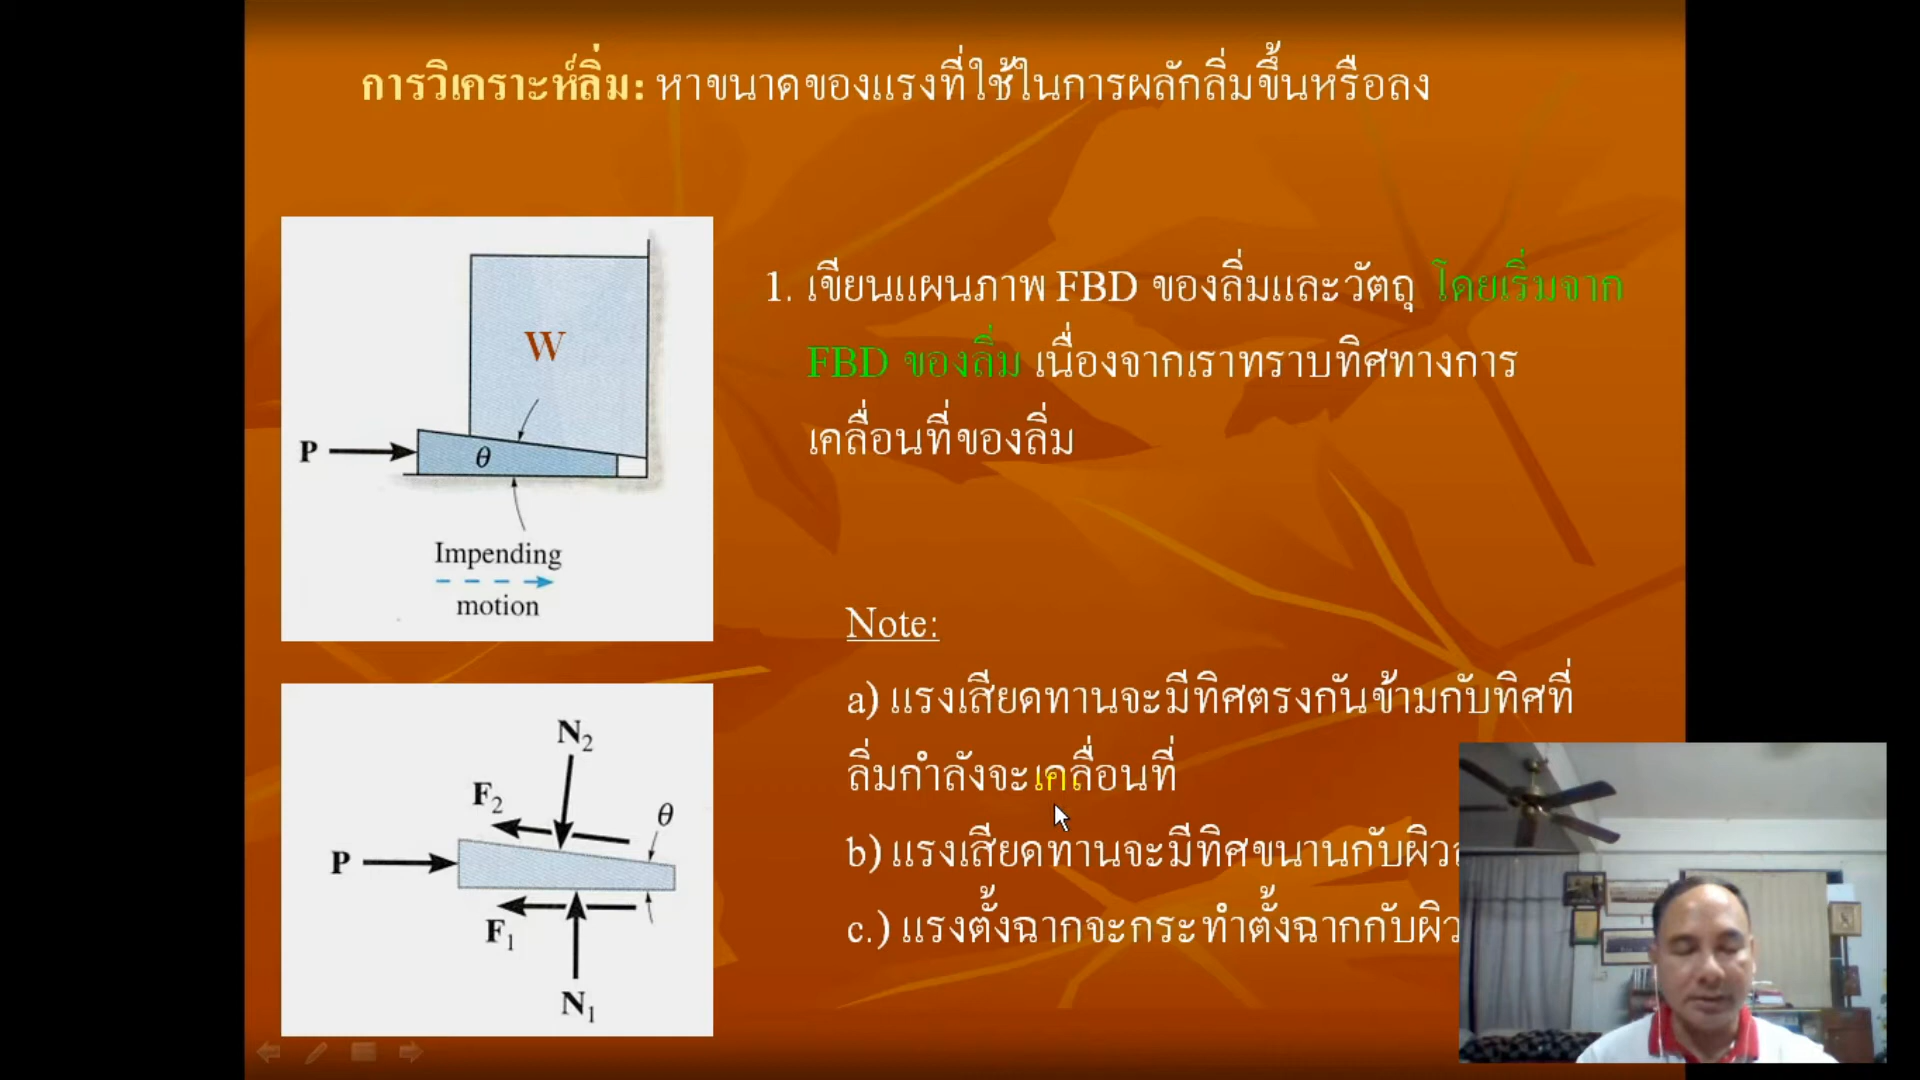 การวิเคราะห์ลิ่ม: หาขนาดของแรงที่ใช้ในการผลักลิ่มขึ้นหรือลง
W
P
θ
Impending
motion
1. เขียนแผนภาพ FBD ของลิ่มและวัตถุ โดยเริ่มจาก
FBD ของลิ่ม เนื่องจากเราทราบทิศทางการ
เคลื่อนที่ของลิ่ม
Note:
a) แรงเสียดทานจะมีทิศตรงกันข้ามกับทิศที่
ลิ่มกำลังจะเคลื่อนที่
b) แรงเสียดทานจะมีทิศขนานกับผิว
c.) แรงตั้งฉากจะกระทำตั้งฉากกับผิว
N2
F2
θ
P
F1
N1